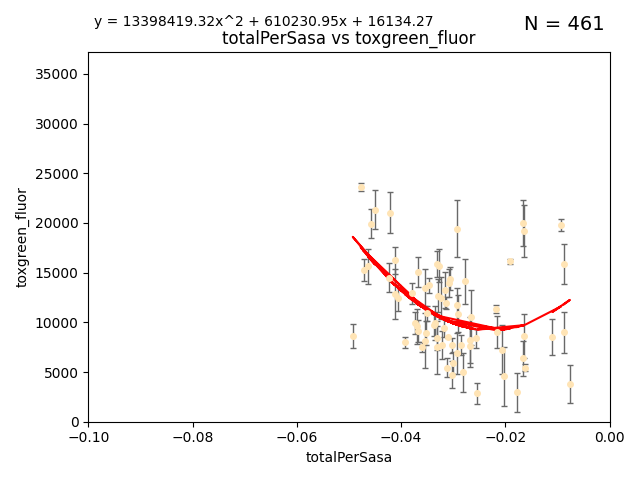 y = 13398419.32x^2 + 610230.95x + 16134.27
N = 461
totalPerSasa vs toxgreen_fluor
35000
30000
25000
20000
15000
10000
5000
0
toxgreen_fluor
−0.10
−0.08
−0.06
−0.04
−0.02
0.00
totalPerSasa